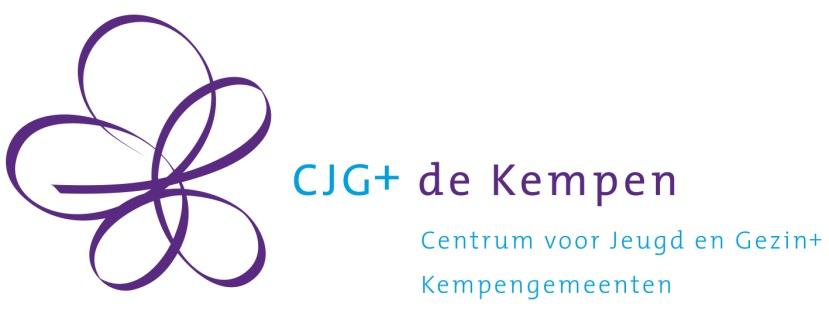 CJG+ de Kempen
Centrum voor Jeugd en Gezin+
Kempengemeenten